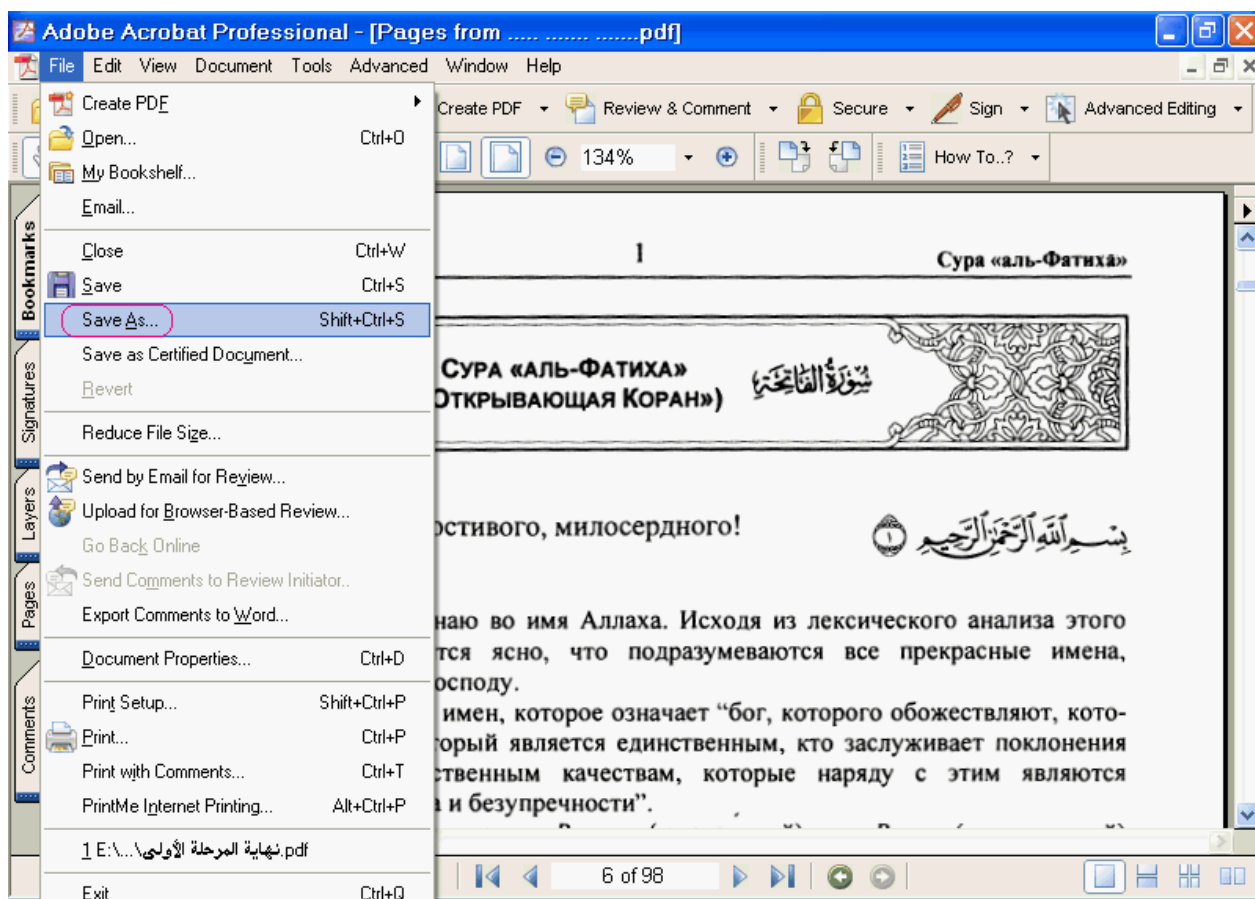 Adobe Acrobat Professional - [Pages from ..... ....... .......pdf]
File Edit View Document Tools Advanced Window Help
Create PDF Review & Comment Secure Sign Advanced Editing
134% How To..?
Create PDF
Open... Ctrl+O
My Bookshelf...
Email...
Close Ctrl+W
Save Ctrl+S
Save As... Shift+Ctrl+S
Save as Certified Document...
Revert
Reduce File Size...
Send by Email for Review...
Upload for Browser-Based Review...
Go Back Online
Send Comments to Review Initiator..
Export Comments to Word...
Document Properties... Ctrl+D
Print Setup... Shift+Ctrl+P
Print... Ctrl+P
Print with Comments... Ctrl+T
PrintMe Internet Printing... Alt+Ctrl+P
1 E:\...\نهاية المرحلة الأولى.pdf
Exit Ctrl+Q
Bookmarks
Signatures
Layers
Pages
Comments
1 Сура «аль-Фатиха»
Сура «аль-Фатиха»
Открывающая Коран»)
سُورَةُ الفَاتِحَةِ
остивого, милосердного!
بِسْمِ اللَّهِ الرَّحْمَٰنِ الرَّحِيمِ ١
наю во имя Аллаха. Исходя из лексического анализа этого
тся ясно, что подразумеваются все прекрасные имена,
осподу.
имен, которое означает “бог, которого обожествляют, кото-
орый является единственным, кто заслуживает поклонения
ственным качествам, которые наряду с этим являются
и безупречности”.
6 of 98